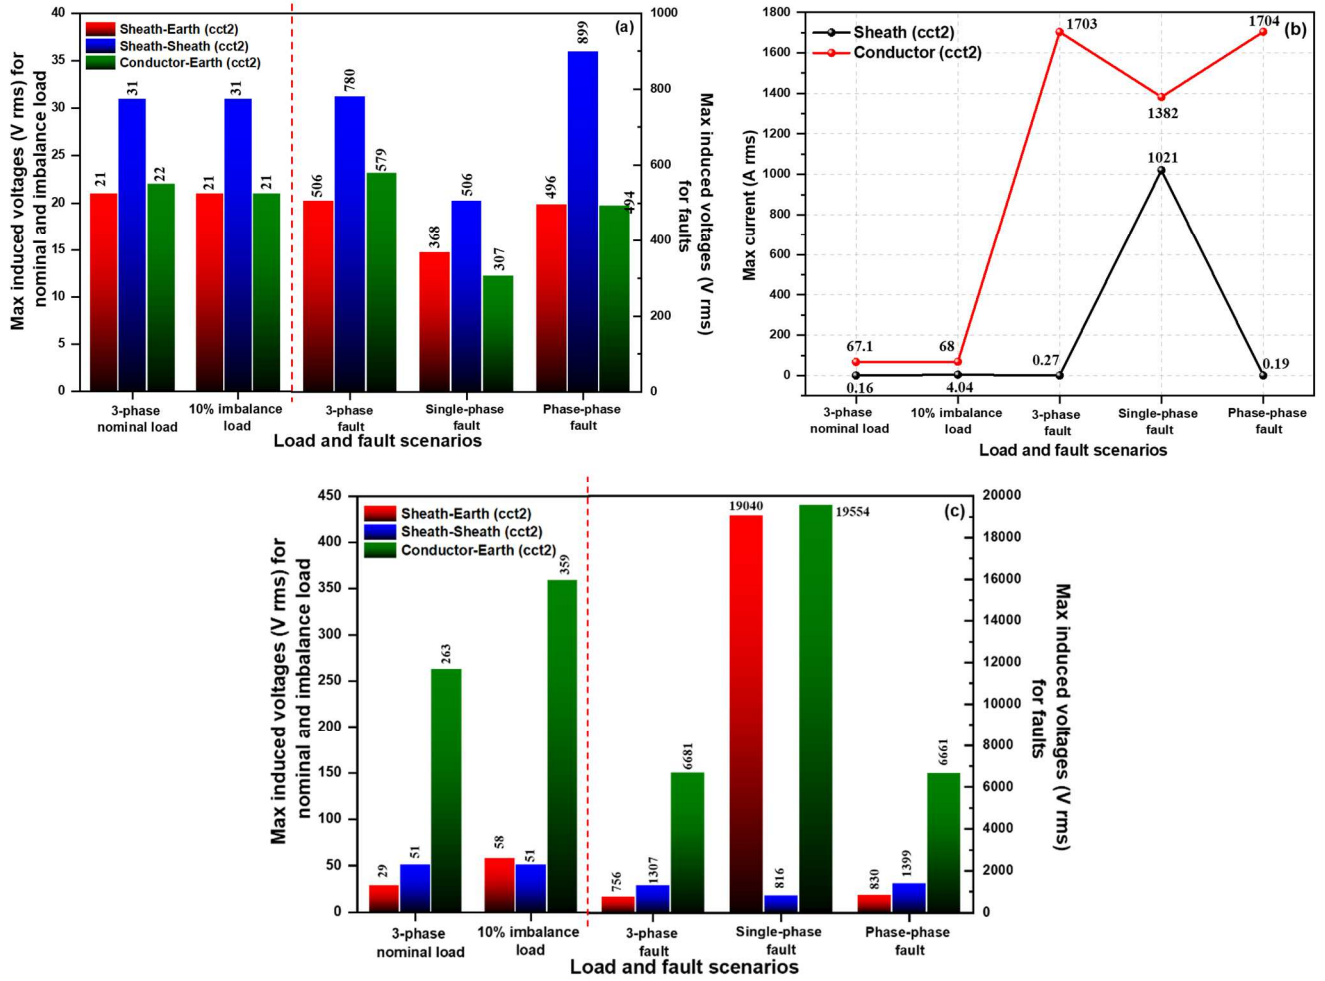 (a)
Sheath-Earth (cct2)
Sheath-Sheath (cct2)
Conductor-Earth (cct2)
Max induced voltages (V rms) for
nominal and imbalance load
40
35
30
25
20
15
10
5
0
21
31
22
21
31
21
506
780
579
368
506
307
496
899
494
1000
800
600
400
200
0
Max induced voltages (V rms)
for faults
3-phase
nominal load
10% imbalance
load
3-phase
fault
Single-phase
fault
Phase-phase
fault
Load and fault scenarios
(b)
Sheath (cct2)
Conductor (cct2)
Max current (A rms)
1800
1600
1400
1200
1000
800
600
400
200
0
67.1
68
1703
1382
1704
0.16
4.04
0.27
1021
0.19
3-phase
nominal load
10% imbalance
load
3-phase
fault
Single-phase
fault
Phase-phase
fault
Load and fault scenarios
(c)
Sheath-Earth (cct2)
Sheath-Sheath (cct2)
Conductor-Earth (cct2)
Max induced voltages (V rms) for
nominal and imbalance load
450
400
350
300
250
200
150
100
50
0
29
51
263
58
51
359
756
1307
6681
19040
816
19554
830
1399
6661
20000
18000
16000
14000
12000
10000
8000
6000
4000
2000
0
Max induced voltages (V rms)
for faults
3-phase
nominal load
10% imbalance
load
3-phase
fault
Single-phase
fault
Phase-phase
fault
Load and fault scenarios